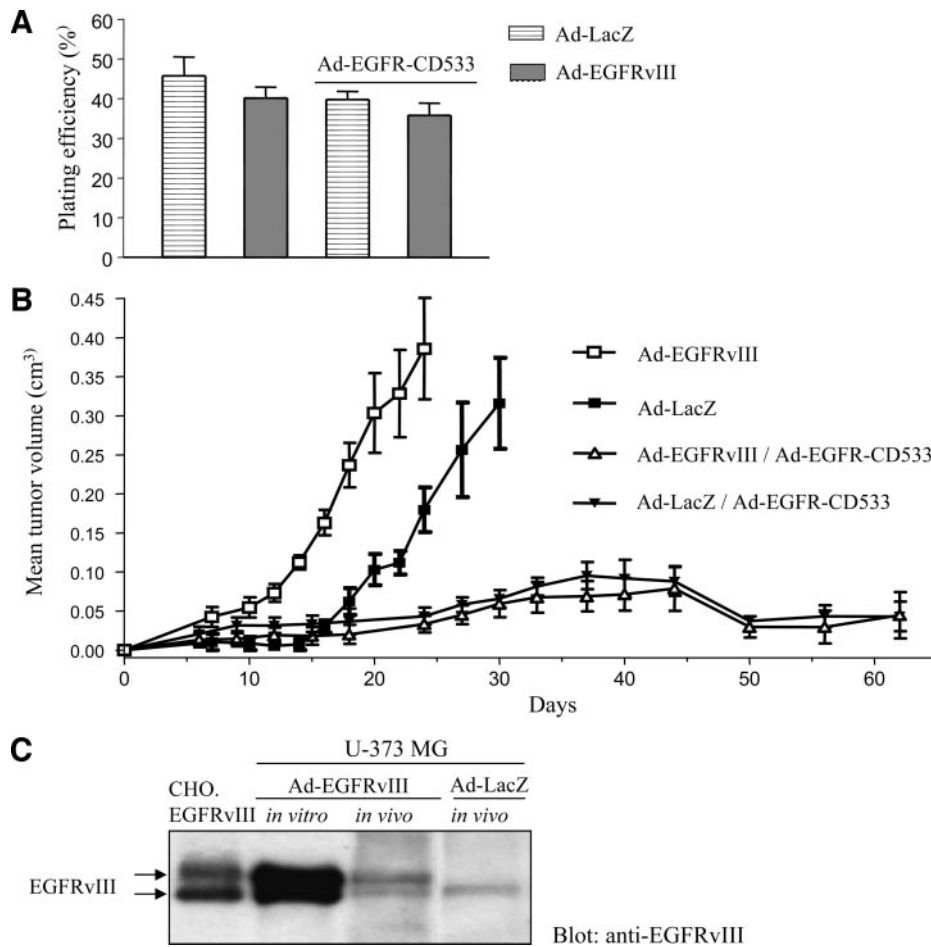 A
Plating efficiency (%)
60
50
40
30
20
10
0
Ad-EGFR-CD533
Ad-LacZ
Ad-EGFRvIII
B
Mean tumor volume (cm³)
0.45
0.40
0.35
0.30
0.25
0.20
0.15
0.10
0.05
0.00
0 10 20 30 40 50 60
Days
Ad-EGFRvIII
Ad-LacZ
Ad-EGFRvIII / Ad-EGFR-CD533
Ad-LacZ / Ad-EGFR-CD533
C
U-373 MG
CHO. Ad-EGFRvIII Ad-LacZ
EGFRvIII in vitro in vivo in vivo
EGFRvIII
Blot: anti-EGFRvIII